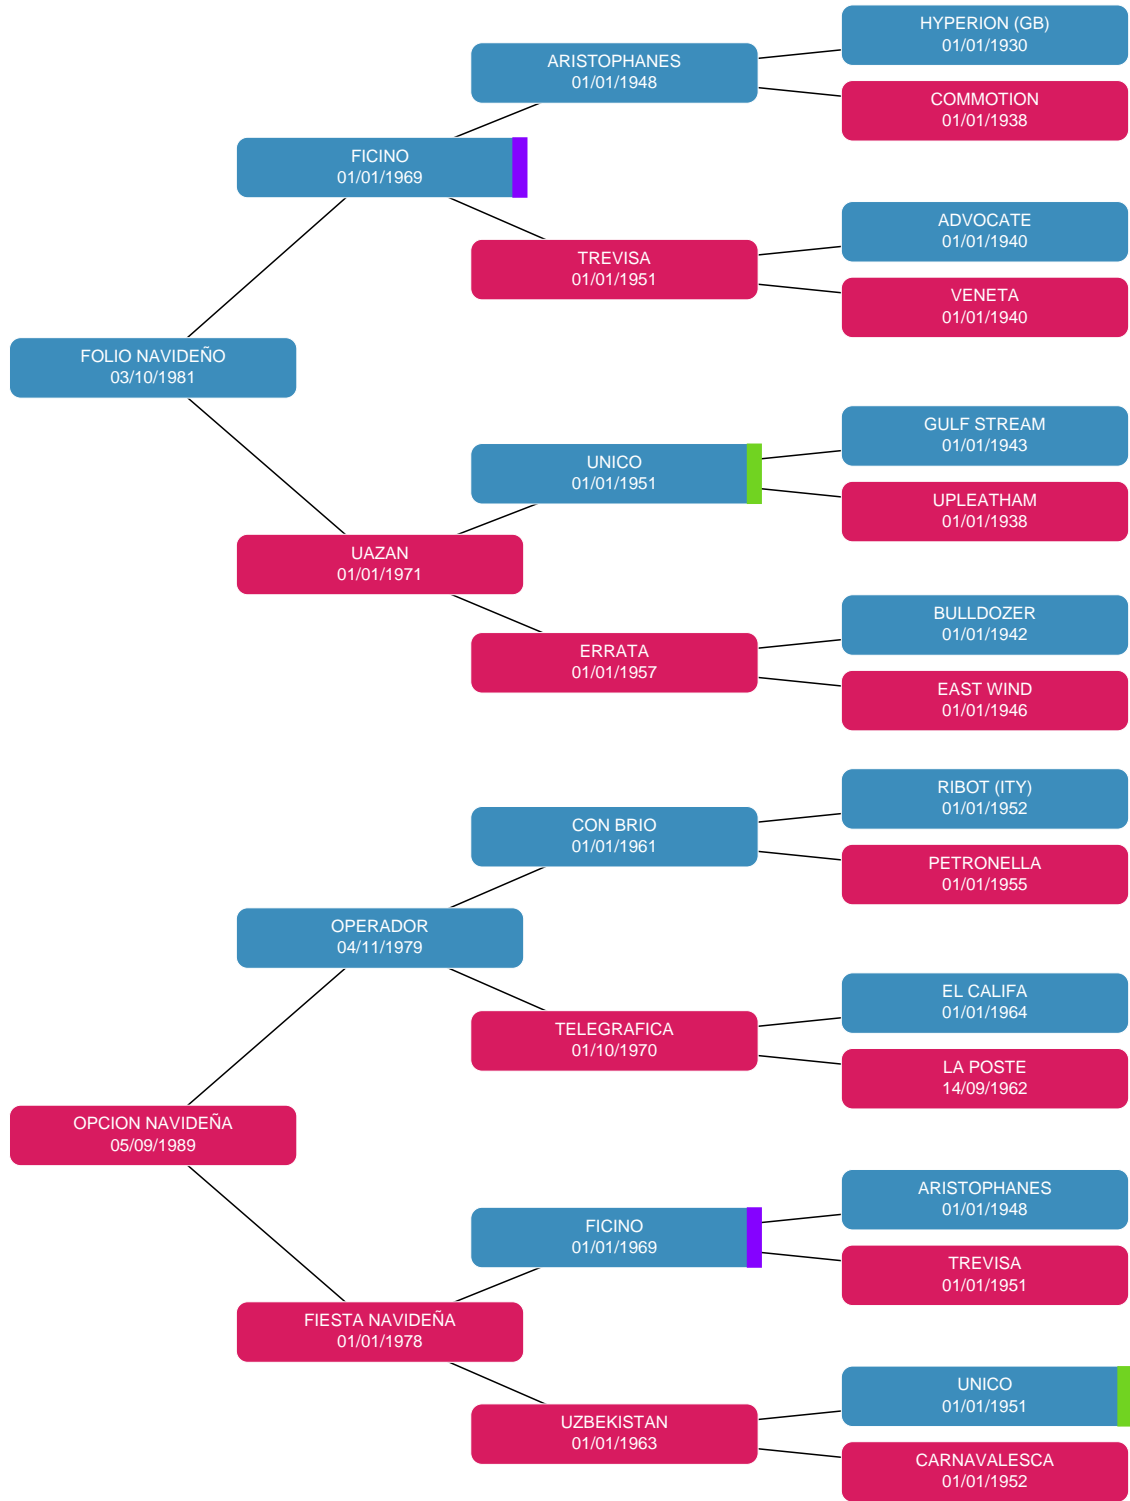 HYPERION (GB)
01/01/1930
ARISTOPHANES
01/01/1948
COMMOTION
01/01/1938
FICINO
01/01/1969
ADVOCATE
01/01/1940
TREVISA
01/01/1951
VENETA
01/01/1940
FOLIO NAVIDEÑO
03/10/1981
GULF STREAM
01/01/1943
UNICO
01/01/1951
UPLEATHAM
01/01/1938
UAZAN
01/01/1971
BULLDOZER
01/01/1942
ERRATA
01/01/1957
EAST WIND
01/01/1946
RIBOT (ITY)
01/01/1952
CON BRIO
01/01/1961
PETRONELLA
01/01/1955
OPERADOR
04/11/1979
EL CALIFA
01/01/1964
TELEGRAFICA
01/10/1970
LA POSTE
14/09/1962
OPCION NAVIDEÑA
05/09/1989
ARISTOPHANES
01/01/1948
FICINO
01/01/1969
TREVISA
01/01/1951
FIESTA NAVIDEÑA
01/01/1978
UNICO
01/01/1951
UZBEKISTAN
01/01/1963
CARNAVALESCA
01/01/1952